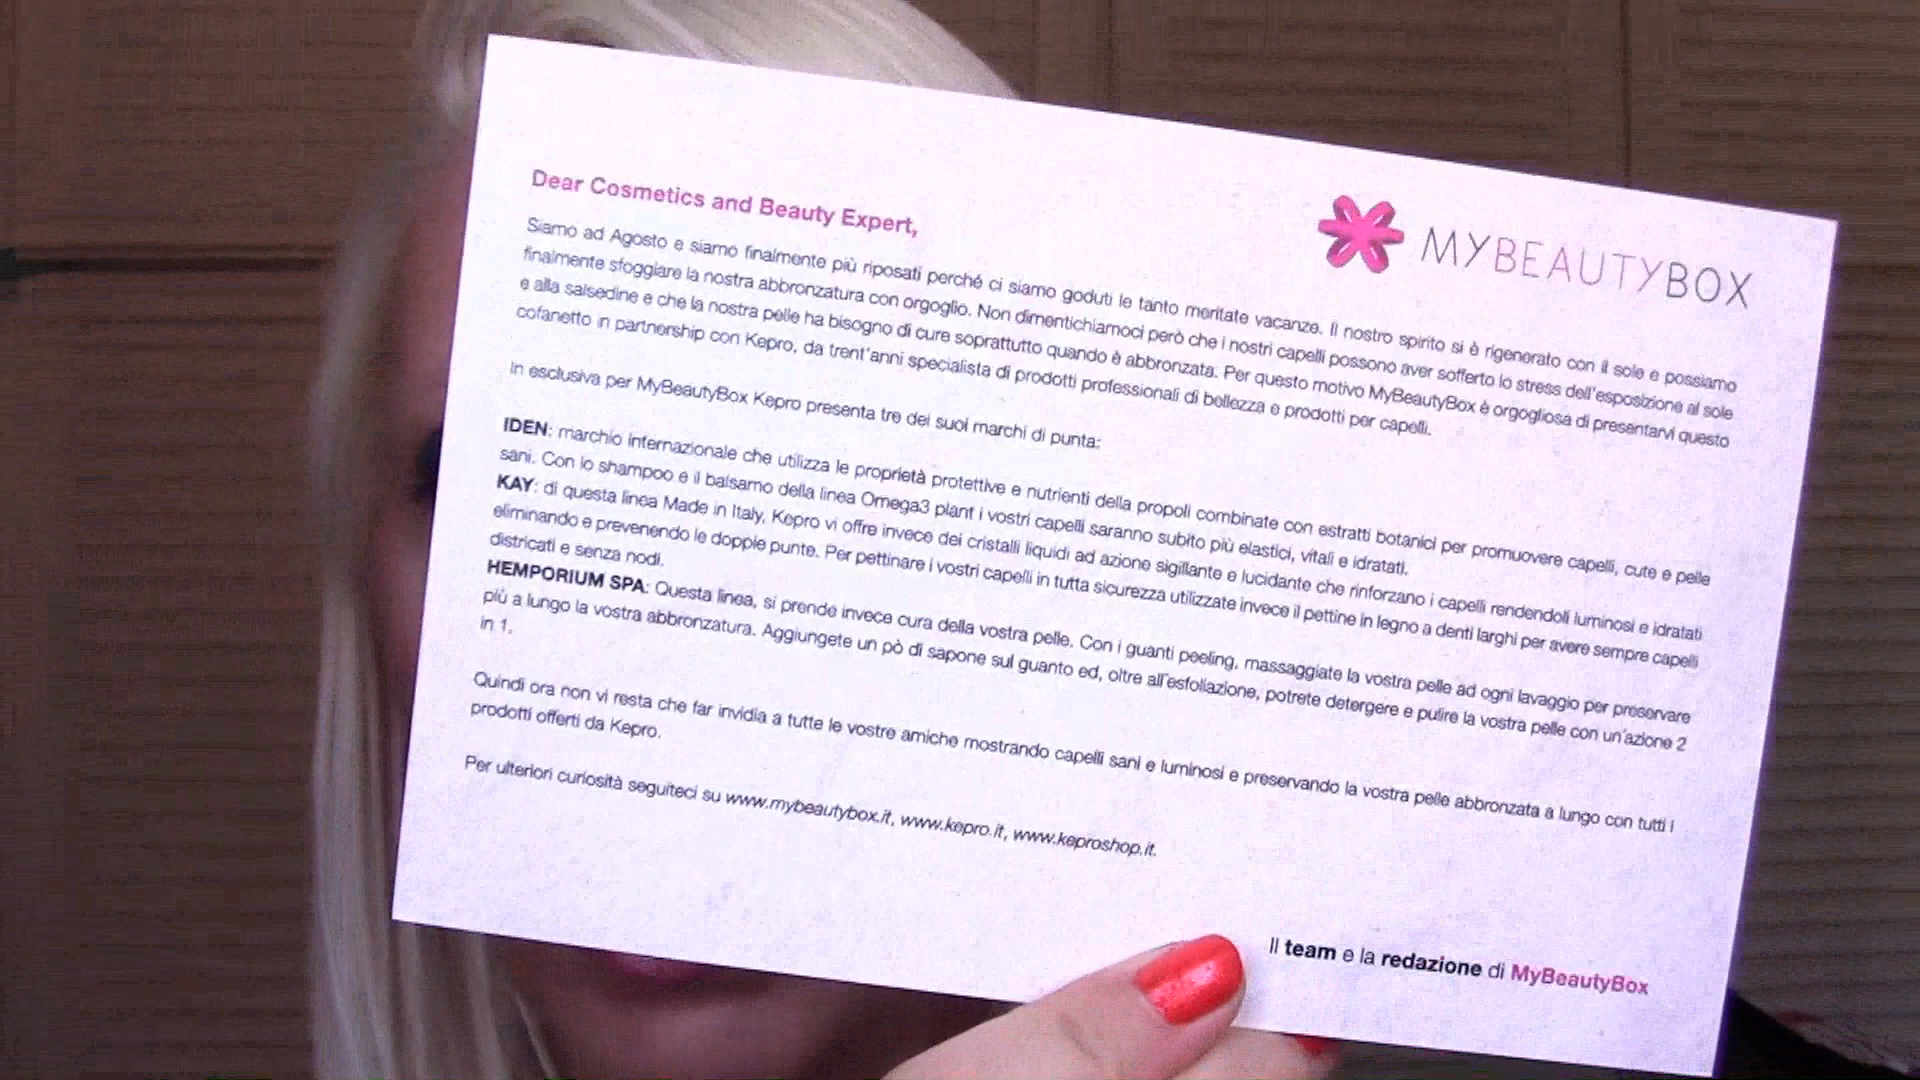 MYBEAUTYBOX
Dear Cosmetics and Beauty Expert,
Siamo ad Agosto e siamo finalmente più riposati perché ci siamo goduti le tanto meritate vacanze. Il nostro spirito si è rigenerato con il sole e possiamo
finalmente sfoggiare la nostra abbronzatura con orgoglio. Non dimentichiamoci però che i nostri capelli possono aver sofferto lo stress dell'esposizione al sole
e alla salsedine e che la nostra pelle ha bisogno di cure soprattutto quando è abbronzata. Per questo motivo MyBeautyBox è orgogliosa di presentarvi questo
cofanetto in partnership con Kepro, da trent'anni specialista di prodotti professionali di bellezza e prodotti per capelli.
In esclusiva per MyBeautyBox Kepro presenta tre dei suoi marchi di punta:
IDEN: marchio internazionale che utilizza le proprietà protettive e nutrienti della propoli combinate con estratti botanici per promuovere capelli, cute e pelle
sani. Con lo shampoo e il balsamo della linea Omega3 plant i vostri capelli saranno subito più elastici, vitali e idratati.
KAY: di questa linea Made in Italy, Kepro vi offre invece dei cristalli liquidi ad azione sigillante e lucidante che rinforzano i capelli rendendoli luminosi e idratati
eliminando e prevenendo le doppie punte. Per pettinare i vostri capelli in tutta sicurezza utilizzate invece il pettine in legno a denti larghi per avere sempre capelli
districati e senza nodi.
HEMPORIUM SPA: Questa linea, si prende invece cura della vostra pelle. Con i guanti peeling, massaggiate la vostra pelle ad ogni lavaggio per preservare
più a lungo la vostra abbronzatura. Aggiungete un pò di sapone sul guanto ed, oltre all'esfoliazione, potrete detergere e pulire la vostra pelle con un'azione 2
in 1.
Quindi ora non vi resta che far invidia a tutte le vostre amiche mostrando capelli sani e luminosi e preservando la vostra pelle abbronzata a lungo con tutti i
prodotti offerti da Kepro.
Per ulteriori curiosità seguiteci su www.mybeautybox.it, www.kepro.it, www.keproshop.it.
Il team e la redazione di MyBeautyBox